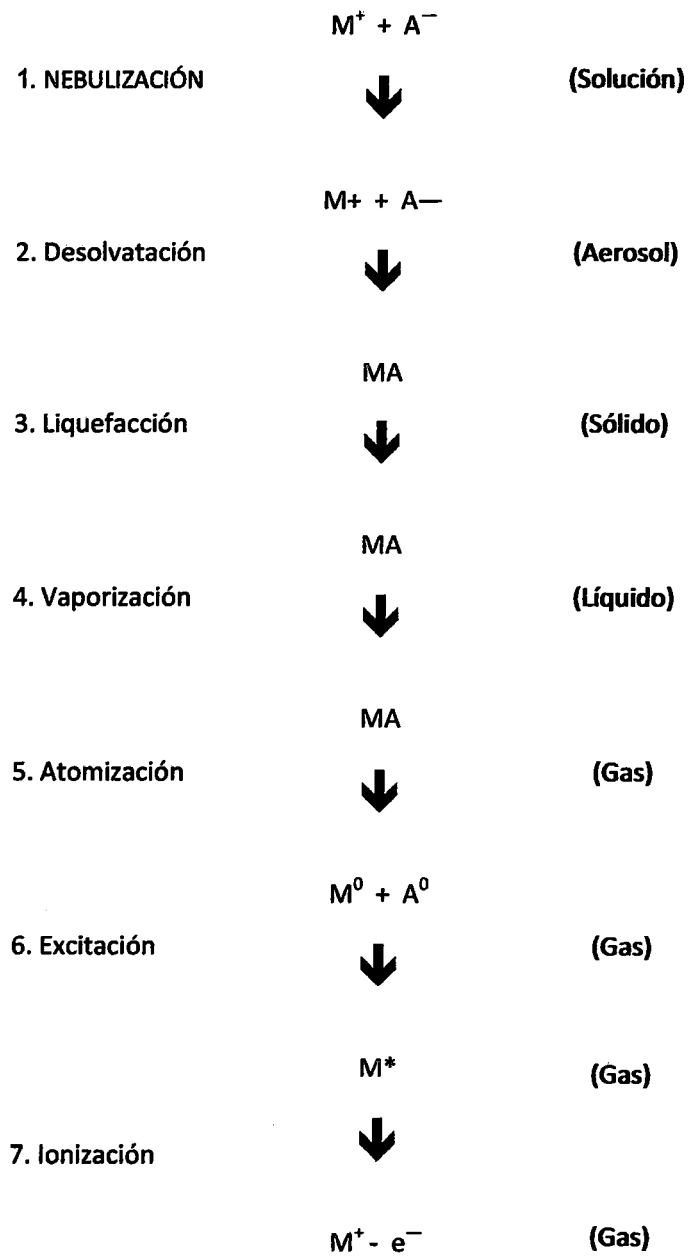 M⁺ + A⁻
1. NEBULIZACIÓN (Solución)
M+ + A—
2. Desolvatación (Aerosol)
MA
3. Liquefacción (Sólido)
MA
4. Vaporización (Líquido)
MA
5. Atomización (Gas)
M⁰ + A⁰
6. Excitación (Gas)
M* (Gas)
7. Ionización
M⁺- e⁻ (Gas)